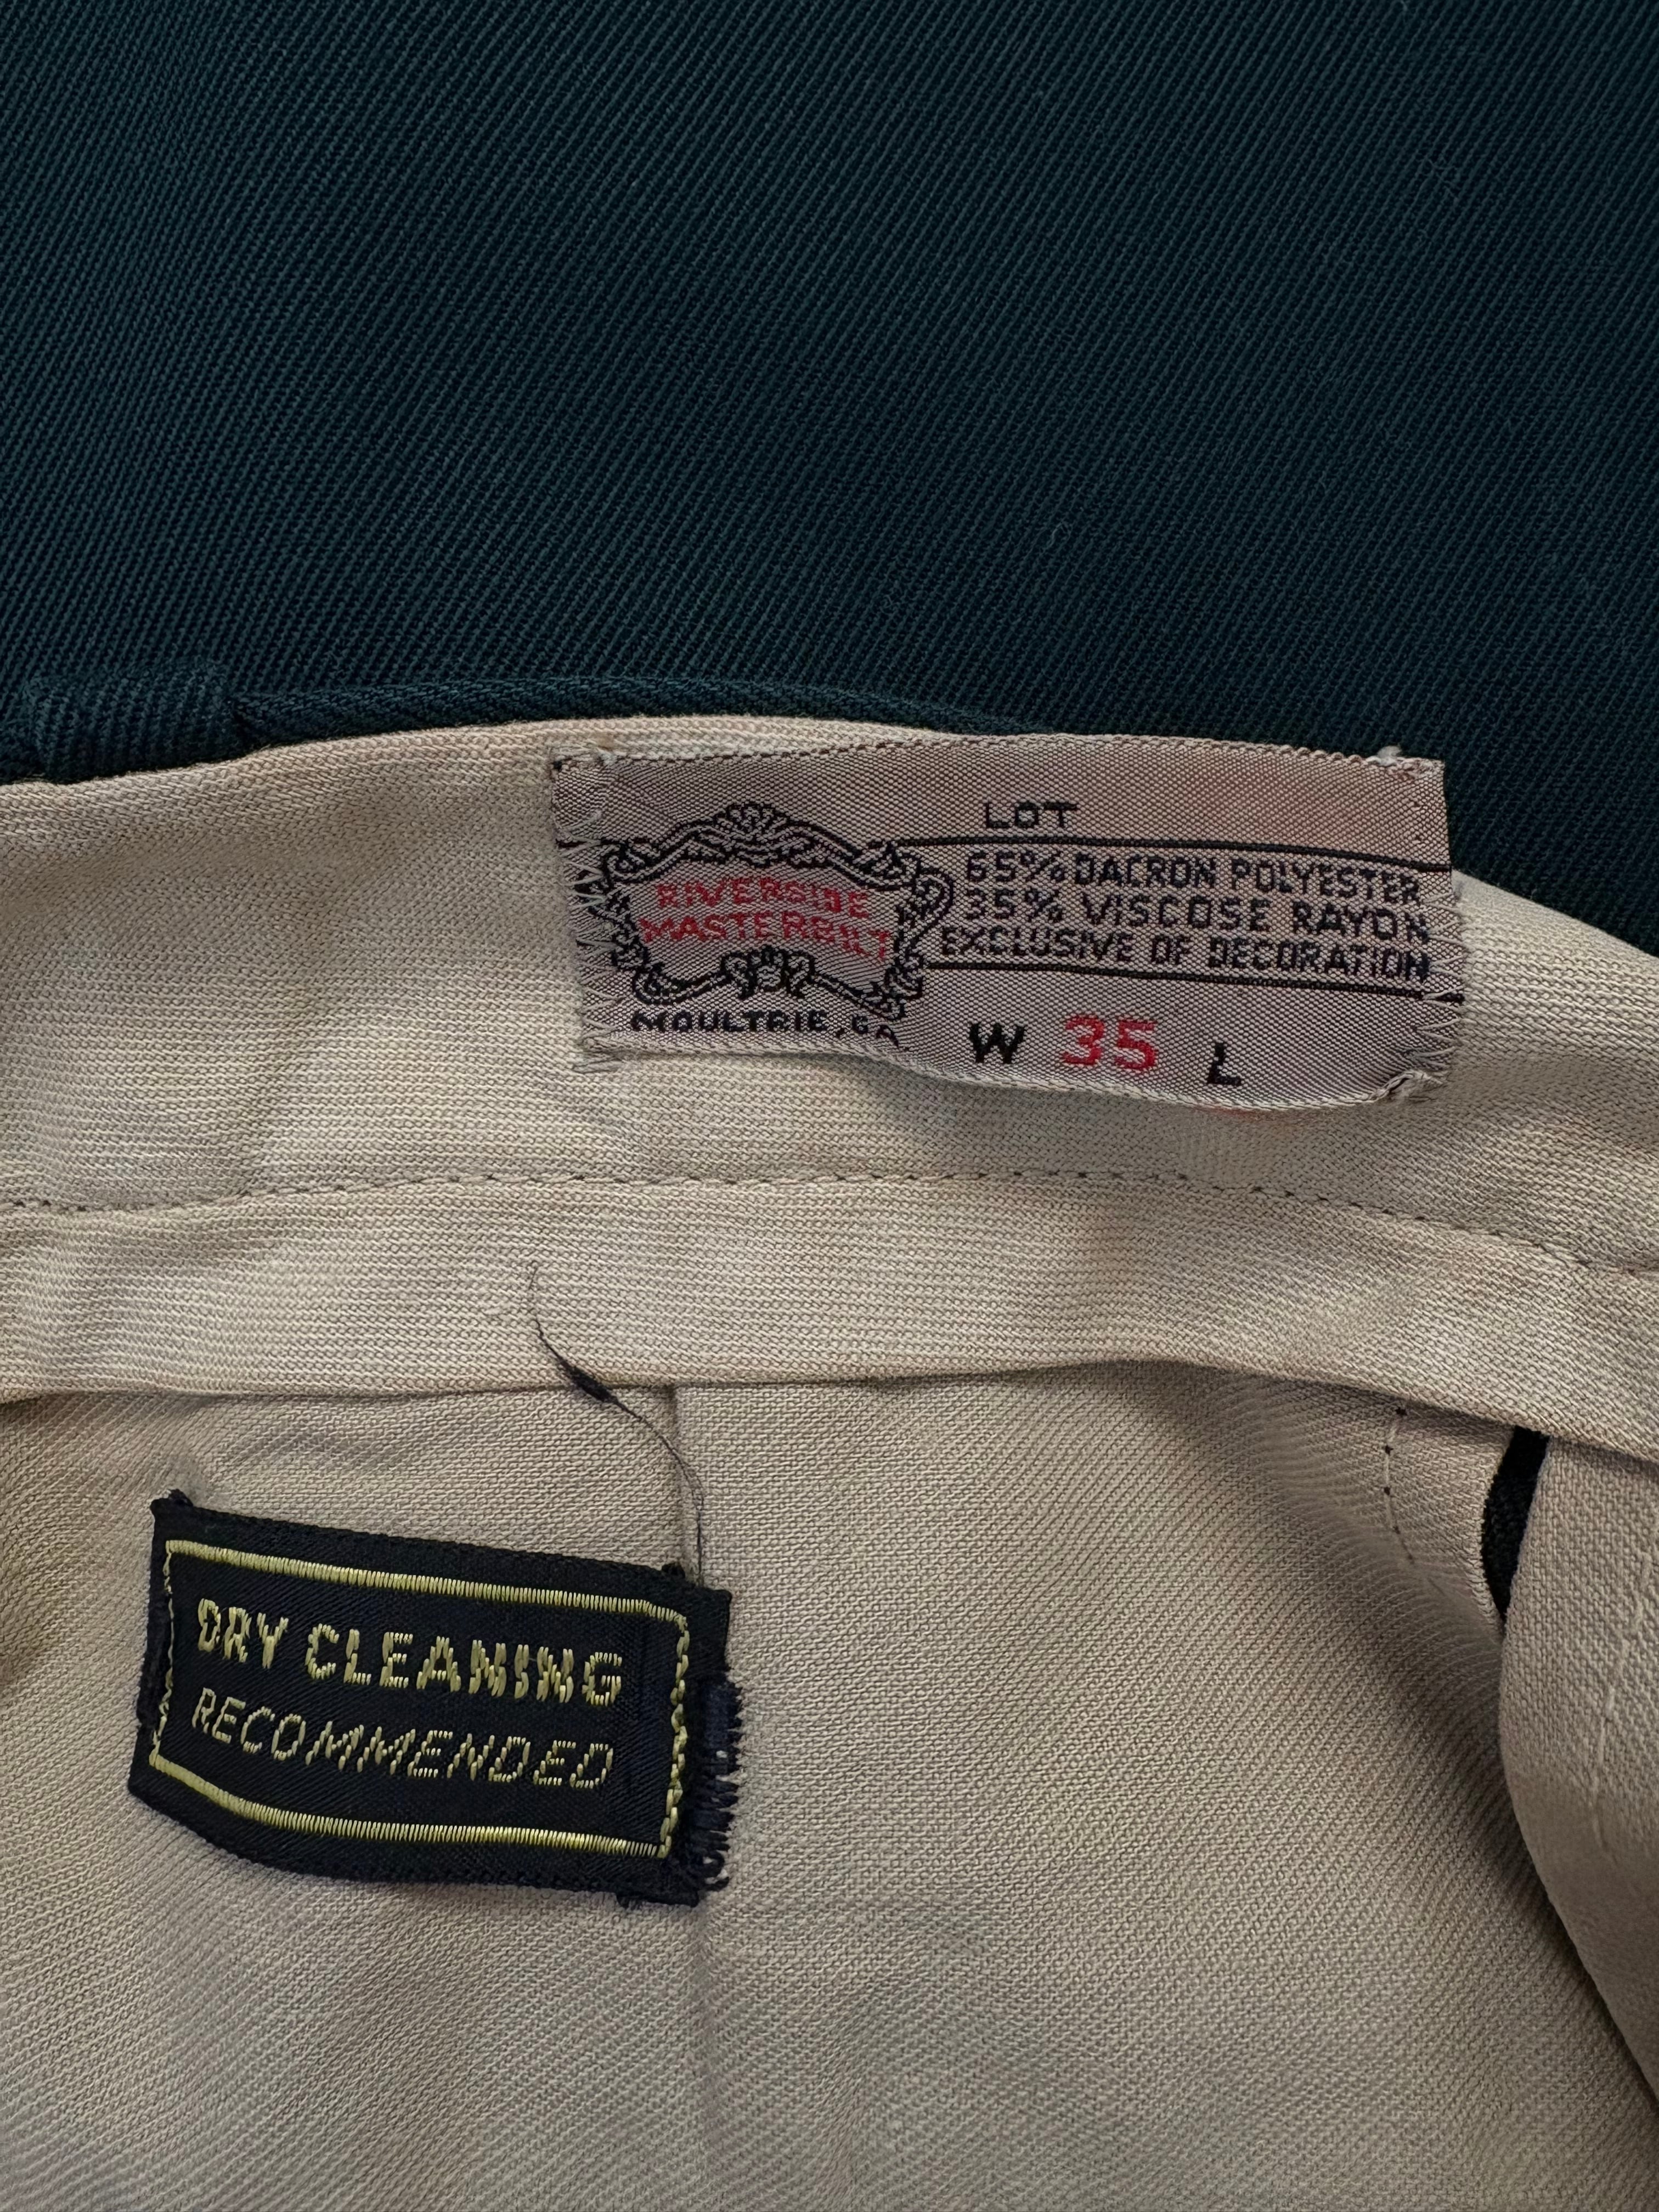 LOT
RIVERSIDE
MASTERBILT
MOULTRIE, GA
65% DACRON POLYESTER
35% VISCOSE RAYON
EXCLUSIVE OF DECORATION
W 35 L
DRY CLEANING
RECOMMENDED